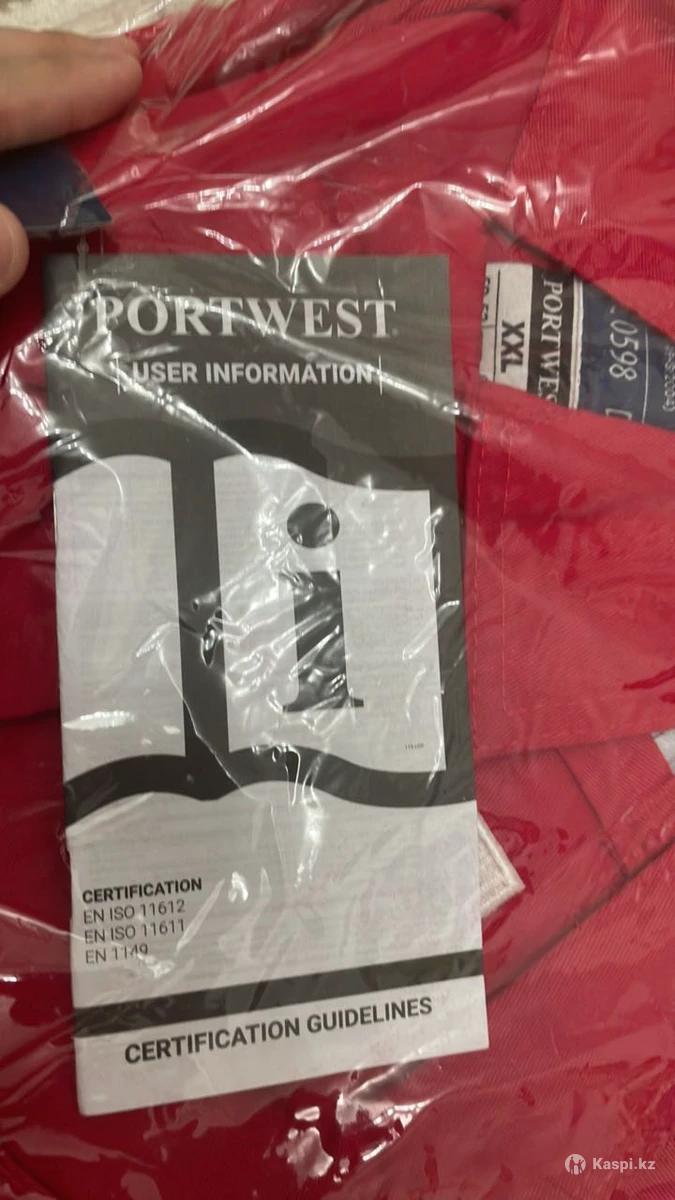 PORTWEST
USER INFORMATION
XXL
PORTWEST
0598
CERTIFICATION
EN ISO 11612
EN ISO 11611
EN 1149
CERTIFICATION GUIDELINES
Kaspi.kz